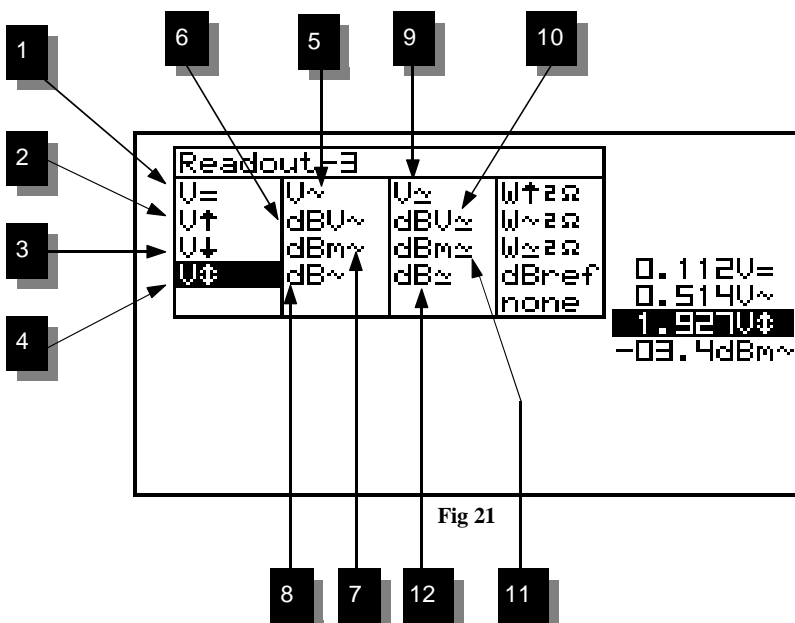 6 5 9 10
1
2
3
4
Readout-3
V= V~ V≃ W↑2Ω
V↑ dBV~ dBV≃ W~2Ω
V↓ dBm~ dBm≃ W≃2Ω
V↕ dB~ dB≃ dBref
none
0.112V=
0.514V~
1.927V↕
-03.4dBm~
Fig 21
8 7 12 11